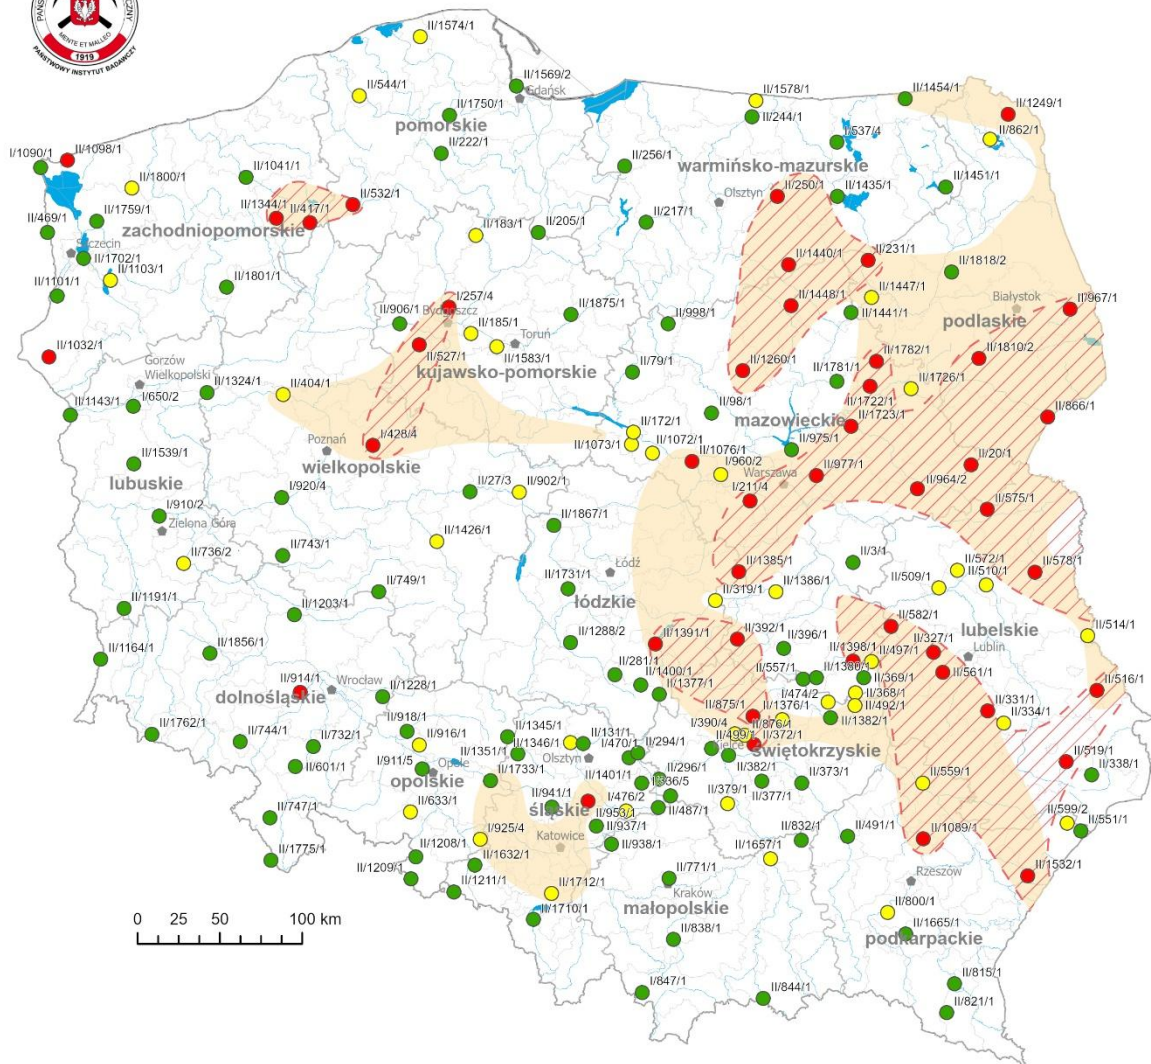 PAŃS
CZNY
MENTE ET MALLEO
1919
PAŃSTWOWY INSTYTUT BADAWCZY
II/1574/1
II/1569/2
Gdańsk
II/544/1
II/1750/1
pomorskie
II/222/1
II/1578/1
II/244/1
II/1454/1
II/1249/1
II/862/1
I/537/4
II/256/1
warmińsko-mazurskie
I/1090/1
II/1098/1
II/1800/1
II/1041/1
II/532/1
II/1344/1
II/417/1
II/469/1
II/1759/1
zachodniopomorskie
Szczecin
II/1702/1
II/1103/1
II/1101/1
II/1801/1
II/183/1
II/205/1
II/217/1
Olsztyn
II/250/1
II/1435/1
II/1451/1
II/1440/1
II/231/1
II/1818/2
II/1448/1
II/1447/1
II/1441/1
Białystok
II/967/1
podlaskie
I/257/4
Bydgoszcz
II/906/1
II/185/1
Toruń
II/1875/1
II/998/1
II/527/1
II/1583/1
kujawsko-pomorskie
II/79/1
II/1260/1
II/1781/1
II/1782/1
II/1810/2
II/1726/1
II/1722/1
II/1723/1
II/866/1
II/1032/1
Gorzów
Wielkopolski
II/1324/1
I/650/2
II/1143/1
II/404/1
II/98/1
mazowieckie
II/975/1
II/172/1
II/1073/1
II/1072/1
II/1076/1
I/960/2
II/977/1
Warszawa
I/211/4
II/20/1
II/964/2
II/575/1
I/428/4
Poznań
wielkopolskie
II/1539/1
lubuskie
I/920/4
II/27/3
II/902/1
I/910/2
Zielona Góra
II/1867/1
II/736/2
II/743/1
II/1426/1
Łódź
II/1385/1
II/3/1
II/572/1
II/510/1
II/578/1
II/509/1
II/1386/1
II/319/1
II/749/1
II/1731/1
łódzkie
II/1191/1
II/1203/1
II/582/1
II/514/1
lubelskie
Lublin
II/327/1
II/1288/2
II/1391/1
II/392/1
II/396/1
II/1398/1
II/497/1
II/561/1
II/1164/1
II/1856/1
II/281/1
II/1400/1
II/1377/1
II/557/1
II/1380/1
II/369/1
II/516/1
II/914/1
Wrocław
dolnośląskie
II/1228/1
I/474/2
II/368/1
II/492/1
II/331/1
II/334/1
II/875/1
II/1376/1
II/1382/1
II/1762/1
II/744/1
II/732/1
II/918/1
II/916/1
II/1345/1
II/1346/1
II/131/1
I/470/1
II/294/1
I/390/4
II/876/1
II/499/1
II/372/1
Kielce
świętokrzyskie
II/519/1
II/338/1
II/601/1
I/911/5
Opole
opolskie
II/1351/1
II/1733/1
Olsztyn
II/1401/1
II/296/1
I/336/5
II/382/1
II/379/1
II/377/1
II/373/1
II/559/1
II/747/1
II/633/1
II/941/1
śląskie
I/476/2
II/953/1
II/487/1
II/599/2
II/551/1
I/925/4
Katowice
II/937/1
II/938/1
II/832/1
II/491/1
II/1089/1
II/1775/1
II/1208/1
II/1209/1
II/1632/1
II/1211/1
II/1657/1
Rzeszów
II/1532/1
II/771/1
Kraków
małopolskie
II/1712/1
II/1710/1
II/800/1
II/1665/1
podkarpackie
0 25 50 100 km
II/838/1
II/847/1
II/844/1
II/815/1
II/821/1